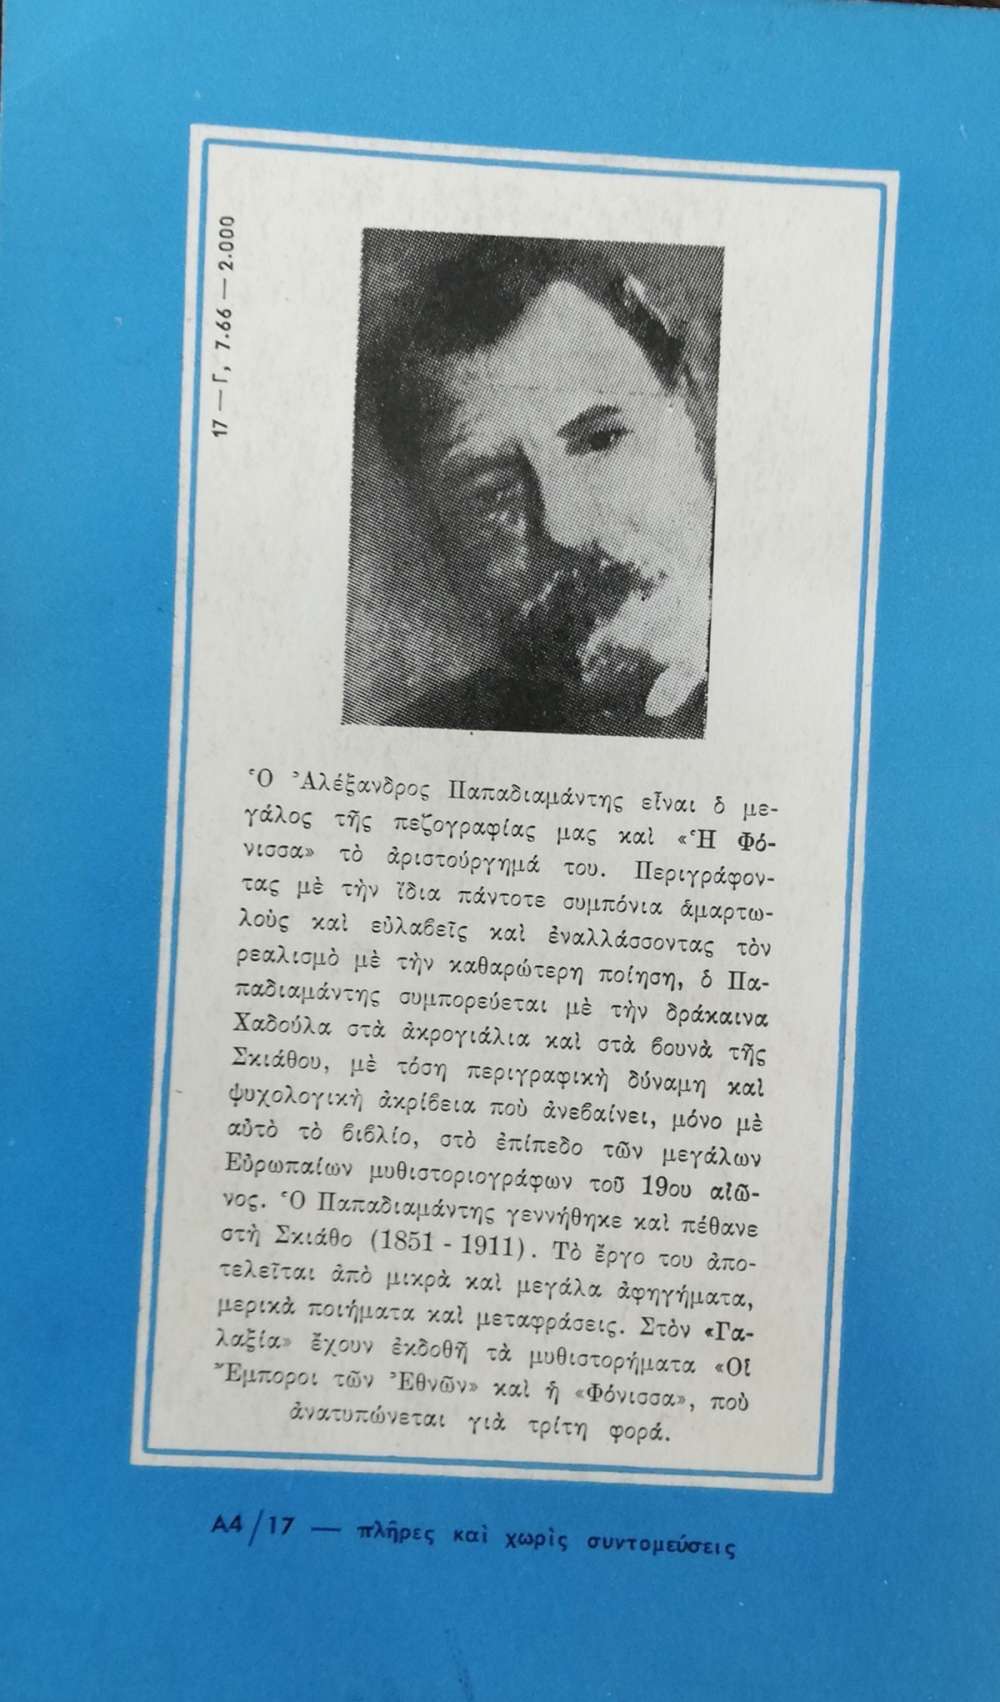 17 — Γ, 7.66 — 2.000
Ὁ Ἀλέξανδρος Παπαδιαμάντης εἶναι ὁ με-
γάλος τῆς πεζογραφίας μας καὶ «Ἡ Φό-
νισσα» τὸ ἀριστούργημά του. Περιγράφον-
τας μὲ τὴν ἴδια πάντοτε συμπόνια ἁμαρτω-
λοὺς καὶ εὐλαβεῖς καὶ ἐναλλάσσοντας τὸν
ρεαλισμὸ μὲ τὴν καθαρώτερη ποίηση, ὁ Πα-
παδιαμάντης συμπορεύεται μὲ τὴν δράκαινα
Χαδούλα στὰ ἀκρογιάλια καὶ στὰ βουνὰ τῆς
Σκιάθου, μὲ τόση περιγραφικὴ δύναμη καὶ
ψυχολογικὴ ἀκρίβεια ποὺ ἀνεβαίνει, μόνο μὲ
αὐτὸ τὸ βιβλίο, στὸ ἐπίπεδο τῶν μεγάλων
Εὐρωπαίων μυθιστοριογράφων τοῦ 19ου αἰῶ-
νος. Ὁ Παπαδιαμάντης γεννήθηκε καὶ πέθανε
στὴ Σκιάθο (1851 - 1911). Τὸ ἔργο του ἀπο-
τελεῖται ἀπὸ μικρὰ καὶ μεγάλα ἀφηγήματα,
μερικὰ ποιήματα καὶ μεταφράσεις. Στὸν «Γα-
λαξία» ἔχουν ἐκδοθῆ τὰ μυθιστορήματα «Οἱ
Ἔμποροι τῶν Ἐθνῶν» καὶ ἡ «Φόνισσα», ποὺ
ἀνατυπώνεται γιὰ τρίτη φορά.
Α4/17 — πλῆρες καὶ χωρὶς συντομεύσεις